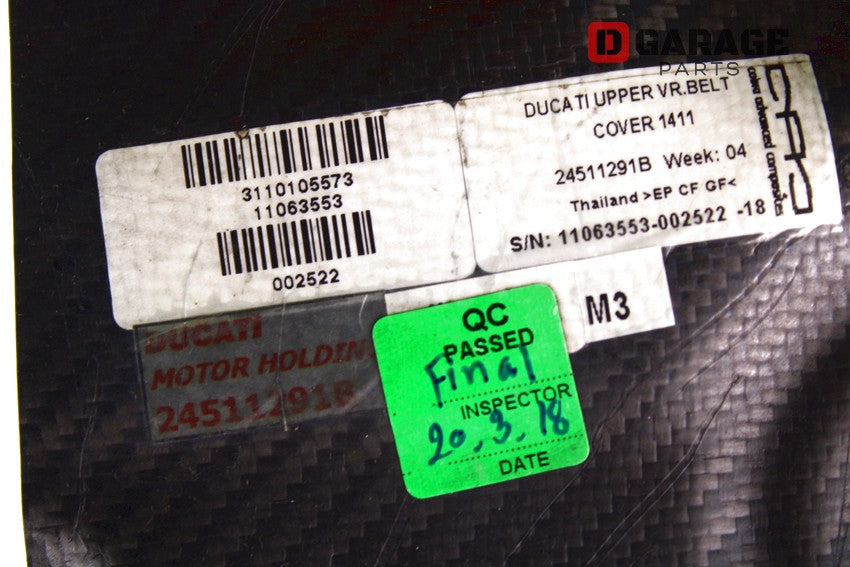 D GARAGE
PARTS
3110105573
11063553
002522
DUCATI UPPER VR.BELT
COVER 1411
24511291B Week: 04
Thailand >EP CF GF<
S/N: 11063553-002522 -18
cobra advanced composites
M3
DUCATI
MOTOR HOLDIN
24511291B
QC
PASSED
Final
INSPECTOR
20.3.18
DATE